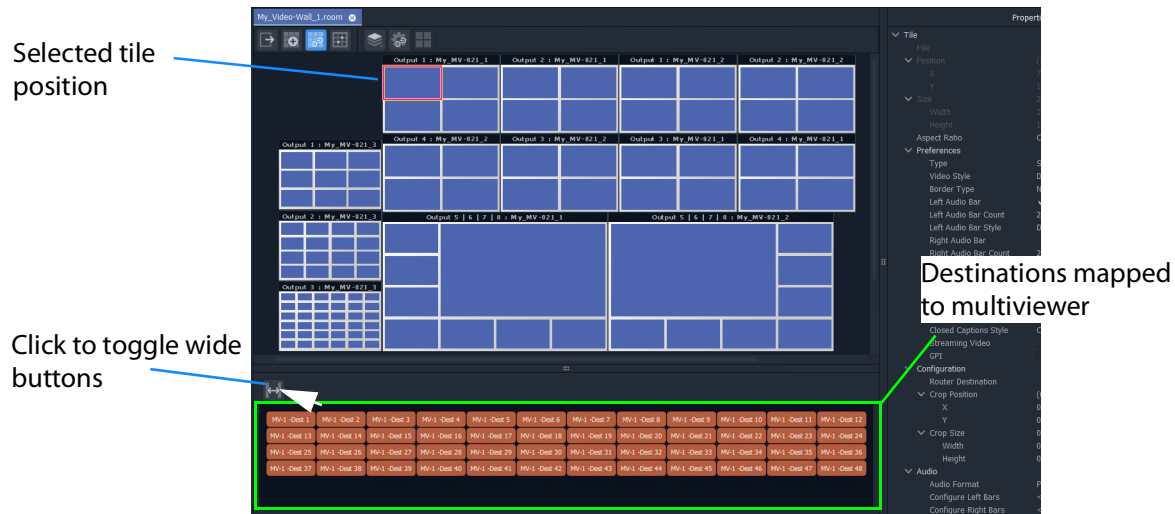 My_Video-Wall_1.room
Properti
Selected tile
position
Output 1 : My_MV-821_1
Output 2 : My_MV-821_1
Output 1 : My_MV-821_2
Output 2 : My_MV-821_2
Output 4 : My_MV-821_2
Output 3 : My_MV-821_2
Output 3 : My_MV-821_1
Output 4 : My_MV-821_1
Output 1 : My_MV-821_3
Output 2 : My_MV-821_3
Output 5 | 6 | 7 | 8 : My_MV-821_1
Output 5 | 6 | 7 | 8 : My_MV-821_2
Output 3 : My_MV-821_3
Tile
File
Position
X
Y
Size
Width
Height
Aspect Ratio
Preferences
Type
Video Style
Border Type
Left Audio Bar
Left Audio Bar Count 2
Left Audio Bar Style
Right Audio Bar
Right Audio Bar Count 2
Destinations mapped
to multiviewer
Closed Captions Style
Streaming Video
GPI
Configuration
Router Destination
Crop Position
X 0
Y 0
Crop Size 0
Width 0
Height 0
Audio
Audio Format P
Configure Left Bars <
Configure Right Bars <
Click to toggle wide
buttons
MV-1 -Dest 1 MV-1 -Dest 2 MV-1 -Dest 3 MV-1 -Dest 4 MV-1 -Dest 5 MV-1 -Dest 6 MV-1 -Dest 7 MV-1 -Dest 8 MV-1 -Dest 9 MV-1 -Dest 10 MV-1 -Dest 11 MV-1 -Dest 12
MV-1 -Dest 13 MV-1 -Dest 14 MV-1 -Dest 15 MV-1 -Dest 16 MV-1 -Dest 17 MV-1 -Dest 18 MV-1 -Dest 19 MV-1 -Dest 20 MV-1 -Dest 21 MV-1 -Dest 22 MV-1 -Dest 23 MV-1 -Dest 24
MV-1 -Dest 25 MV-1 -Dest 26 MV-1 -Dest 27 MV-1 -Dest 28 MV-1 -Dest 29 MV-1 -Dest 30 MV-1 -Dest 31 MV-1 -Dest 32 MV-1 -Dest 33 MV-1 -Dest 34 MV-1 -Dest 35 MV-1 -Dest 36
MV-1 -Dest 37 MV-1 -Dest 38 MV-1 -Dest 39 MV-1 -Dest 40 MV-1 -Dest 41 MV-1 -Dest 42 MV-1 -Dest 43 MV-1 -Dest 44 MV-1 -Dest 45 MV-1 -Dest 46 MV-1 -Dest 47 MV-1 -Dest 48